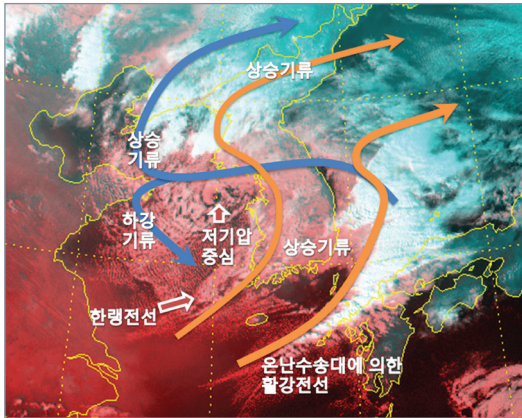 상승기류
상승
기류
하강
기류
저기압
중심
상승기류
한랭전선
온난수송대에 의한
활강전선